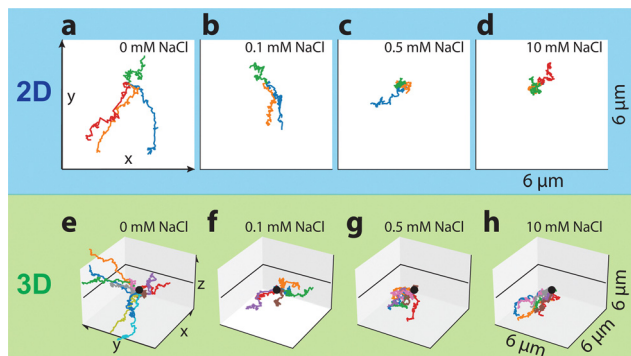 a 0 mM NaCl
b 0.1 mM NaCl
c 0.5 mM NaCl
d 10 mM NaCl
2D
y
x
6 µm
6 µm
e 0 mM NaCl
f 0.1 mM NaCl
g 0.5 mM NaCl
h 10 mM NaCl
3D
z
x
y
6 µm
6 µm
6 µm